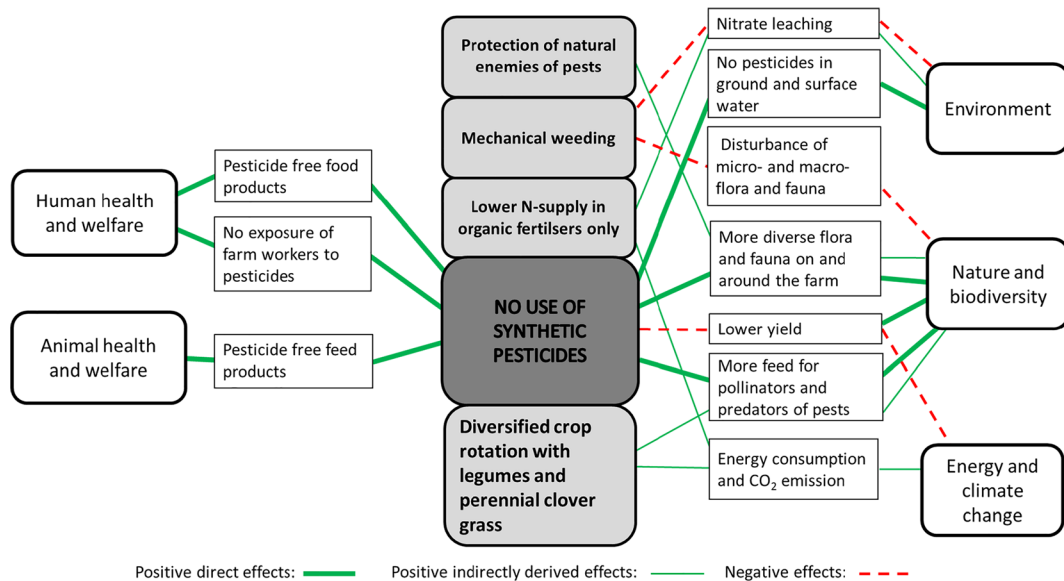 Human health
and welfare
Animal health
and welfare
Pesticide free food
products
No exposure of
farm workers to
pesticides
Pesticide free feed
products
Protection of natural
enemies of pests
Mechanical weeding
Lower N-supply in
organic fertilsers only
NO USE OF
SYNTHETIC
PESTICIDES
Diversified crop
rotation with
legumes and
perennial clover
grass
Nitrate leaching
No pesticides in
ground and surface
water
Disturbance of
micro- and macro-
flora and fauna
More diverse flora
and fauna on and
around the farm
Lower yield
More feed for
pollinators and
predators of pests
Energy consumption
and CO₂ emission
Environment
Nature and
biodiversity
Energy and
climate
change
Positive direct effects: Positive indirectly derived effects: Negative effects: